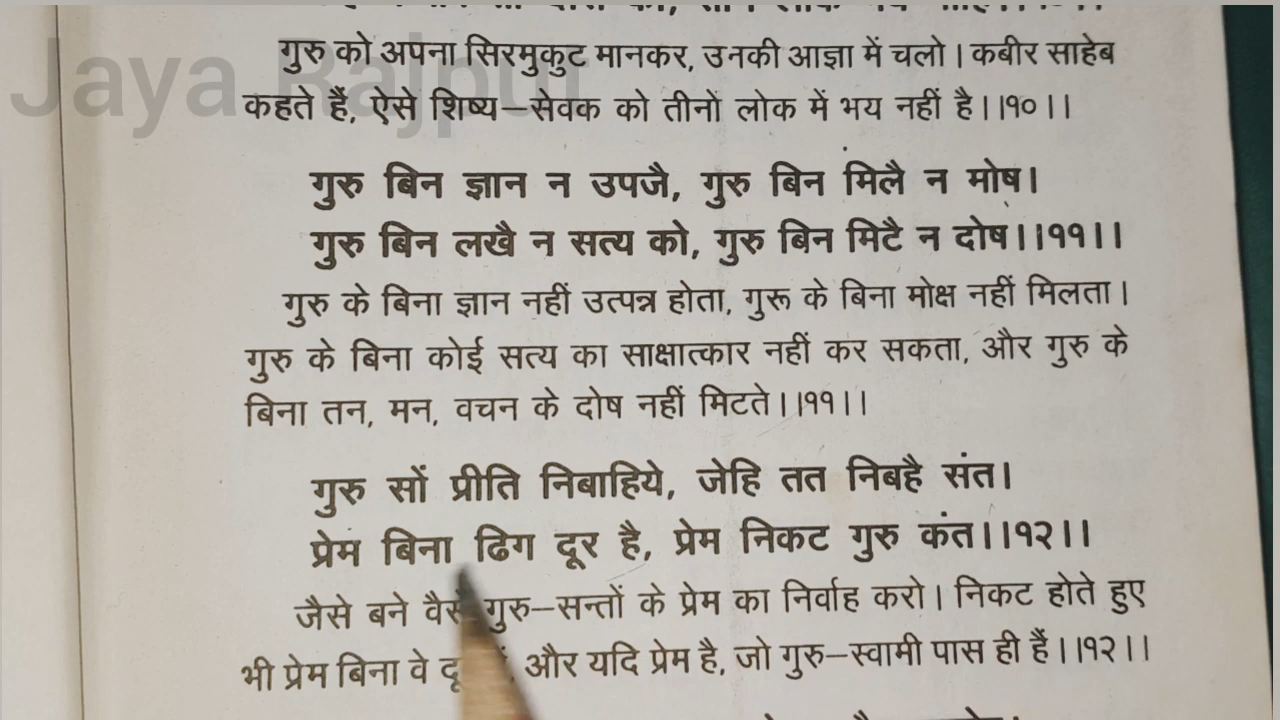 गुरु को अपना सिरमुकुट मानकर, उनकी आज्ञा में चलो। कबीर साहेब
कहते हैं, ऐसे शिष्य–सेवक को तीनों लोक में भय नहीं है।।१०।।
गुरु बिन ज्ञान न उपजै, गुरु बिन मिलै न मोष।
गुरु बिन लखै न सत्य को, गुरु बिन मिटै न दोष।।११।।
गुरु के बिना ज्ञान नहीं उत्पन्न होता, गुरू के बिना मोक्ष नहीं मिलता।
गुरु के बिना कोई सत्य का साक्षात्कार नहीं कर सकता, और गुरु के
बिना तन, मन, वचन के दोष नहीं मिटते।।११।।
गुरु सों प्रीति निबाहिये, जेहि तत निबहै संत।
प्रेम बिना ढिग दूर है, प्रेम निकट गुरु कंत।।१२।।
जैसे बने वैसे गुरु–सन्तों के प्रेम का निर्वाह करो। निकट होते हुए
भी प्रेम बिना वे और यदि प्रेम है, जो गुरु–स्वामी पास ही हैं।।१२।।
Jaya Rajput